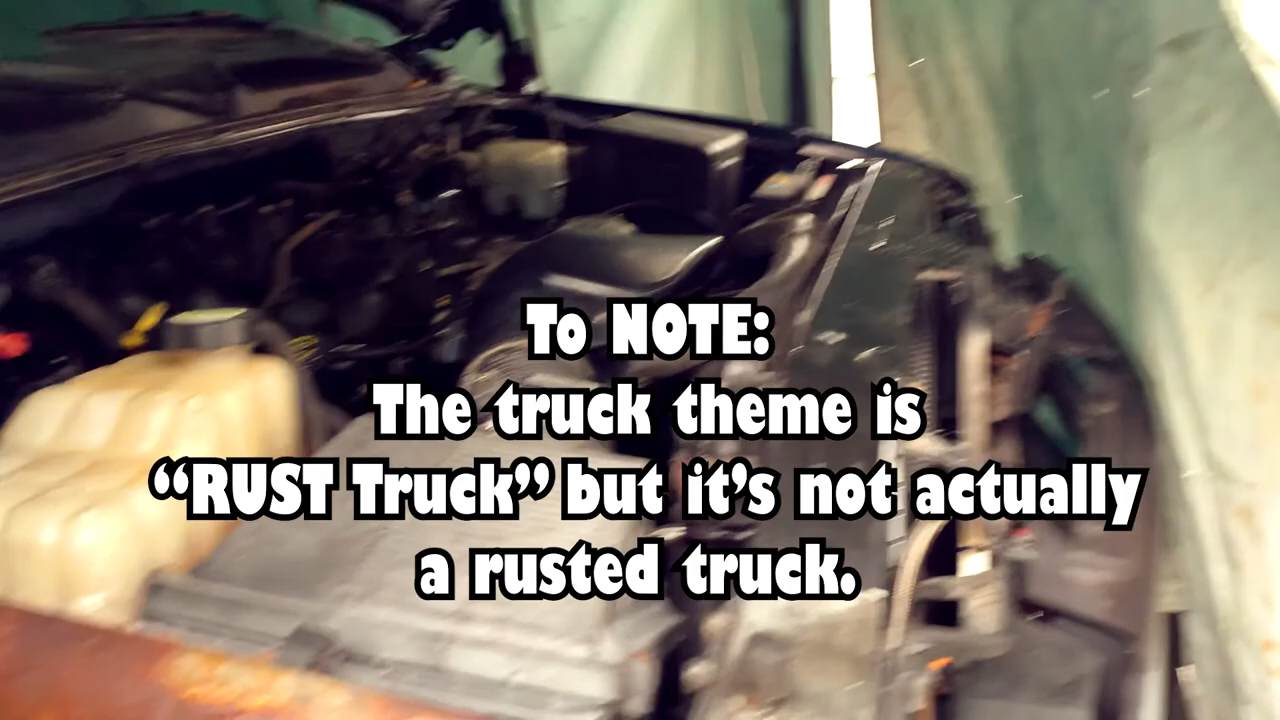 To NOTE:
The truck theme is
“RUST Truck” but it’s not actually
a rusted truck.